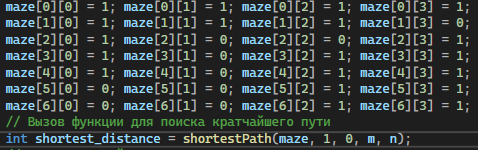 maze[0][0] = 1; maze[0][1] = 1; maze[0][2] = 1; maze[0][3] = 1;
maze[1][0] = 1; maze[1][1] = 1; maze[1][2] = 1; maze[1][3] = 0;
maze[2][0] = 1; maze[2][1] = 0; maze[2][2] = 0; maze[2][3] = 1;
maze[3][0] = 1; maze[3][1] = 0; maze[3][2] = 1; maze[3][3] = 1;
maze[4][0] = 1; maze[4][1] = 0; maze[4][2] = 1; maze[4][3] = 1;
maze[5][0] = 0; maze[5][1] = 0; maze[5][2] = 1; maze[5][3] = 1;
maze[6][0] = 0; maze[6][1] = 0; maze[6][2] = 1; maze[6][3] = 1;
// Вызов функции для поиска кратчайшего пути
int shortest_distance = shortestPath(maze, 1, 0, m, n);